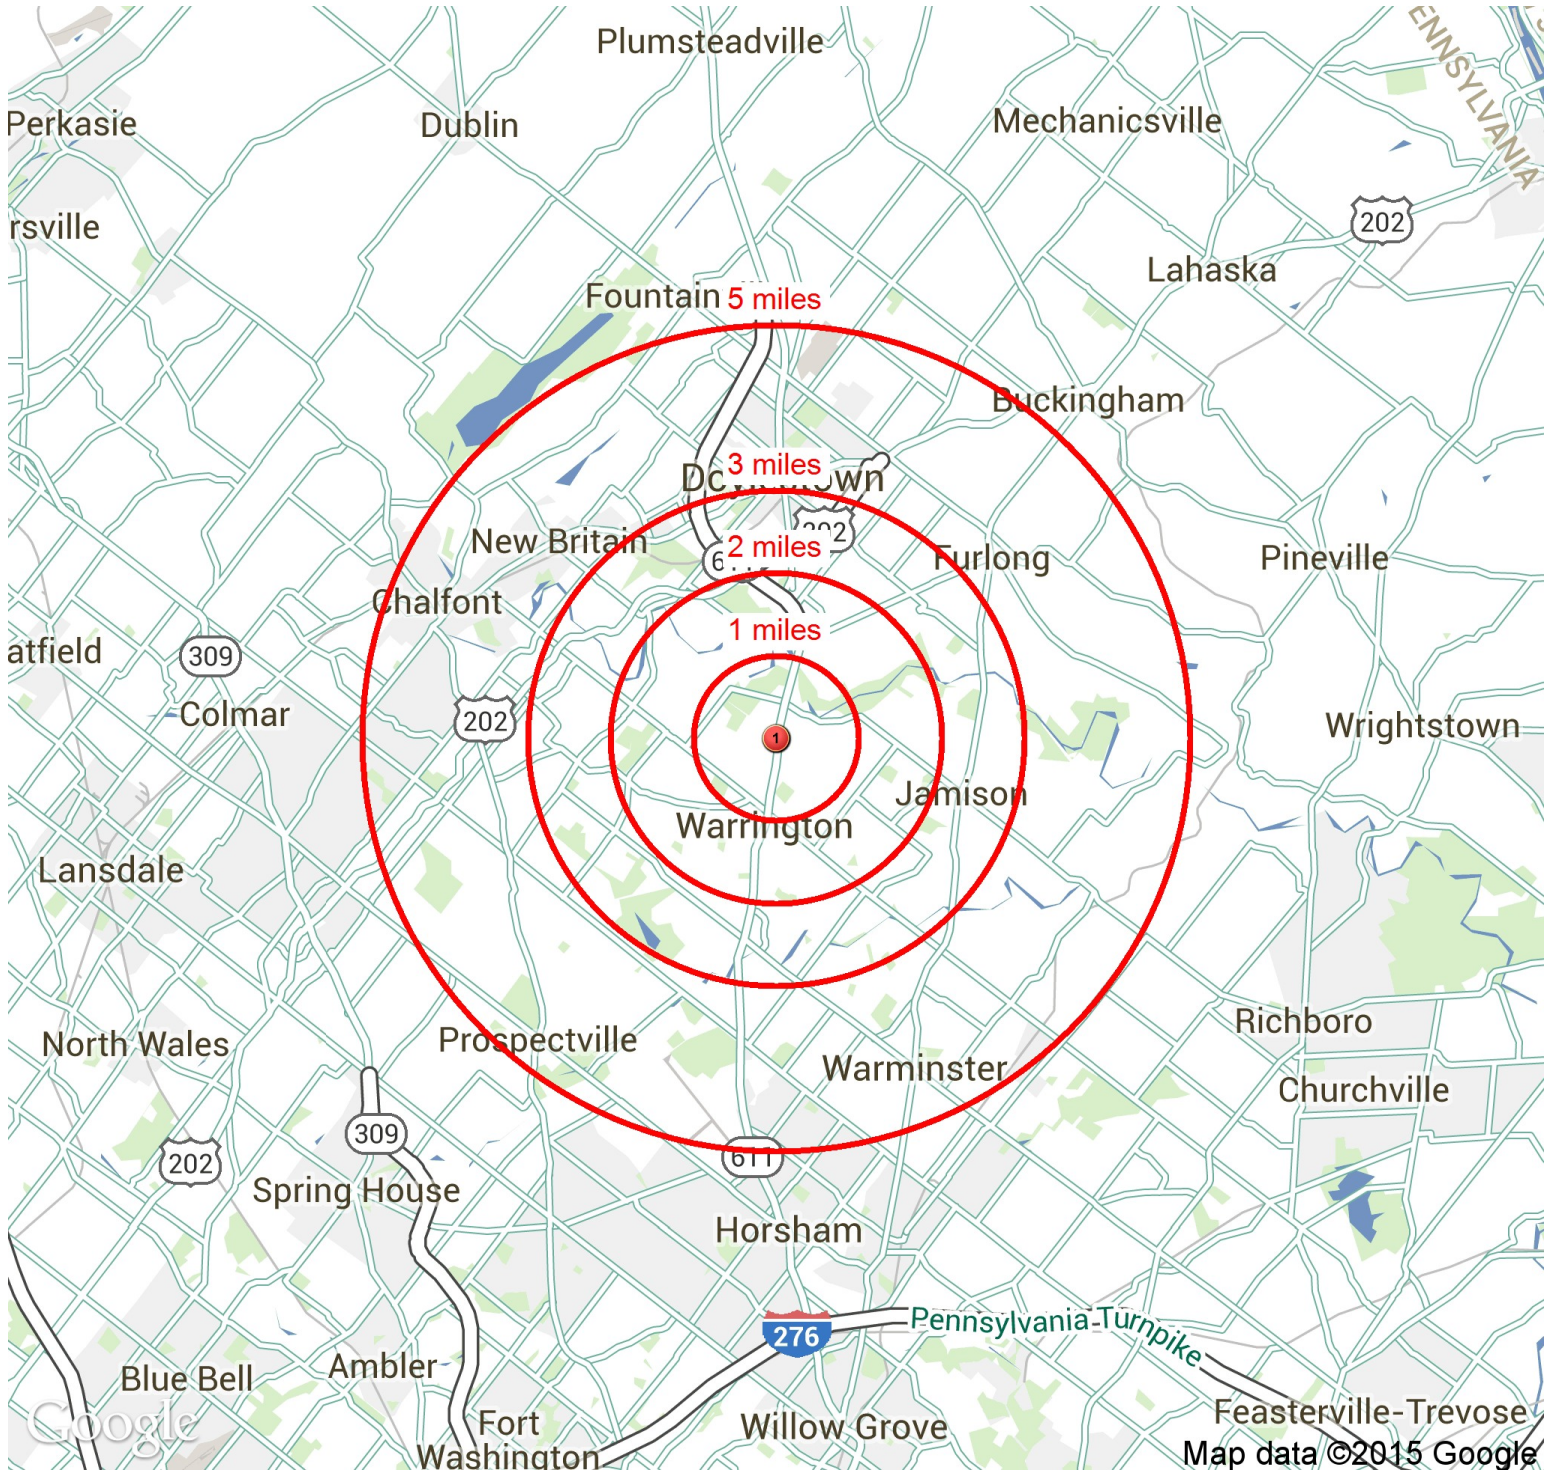 Plumsteadville
PENNSYLVANIA
Perkasie
Dublin
Mechanicsville
rsville
202
Lahaska
Fountain
5 miles
Buckingham
3 miles
New Britain
2 miles
Furlong
Pineville
Chalfont
1 miles
atfield
309
202
Colmar
Wrightstown
1
Jamison
Warrington
Lansdale
Richboro
North Wales
Prospectville
Warminster
Churchville
309
611
202
Spring House
Horsham
276
Pennsylvania Turnpike
Ambler
Blue Bell
Google
Fort
Washington
Willow Grove
Feasterville-Trevose
Map data ©2015 Google